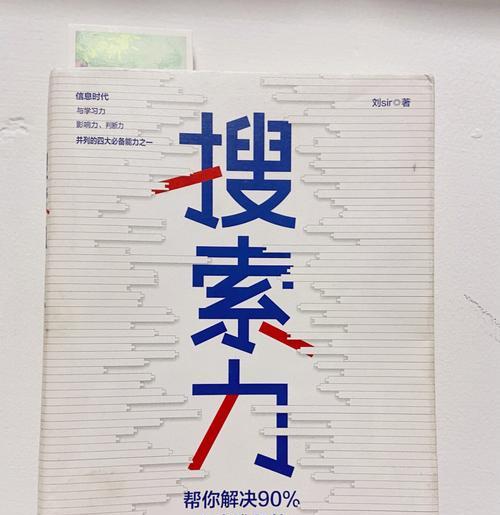 信息时代
与学习力
影响力、判断力
并列的四大必备能力之一
刘sir◎著
搜
索
力
帮你解决90%